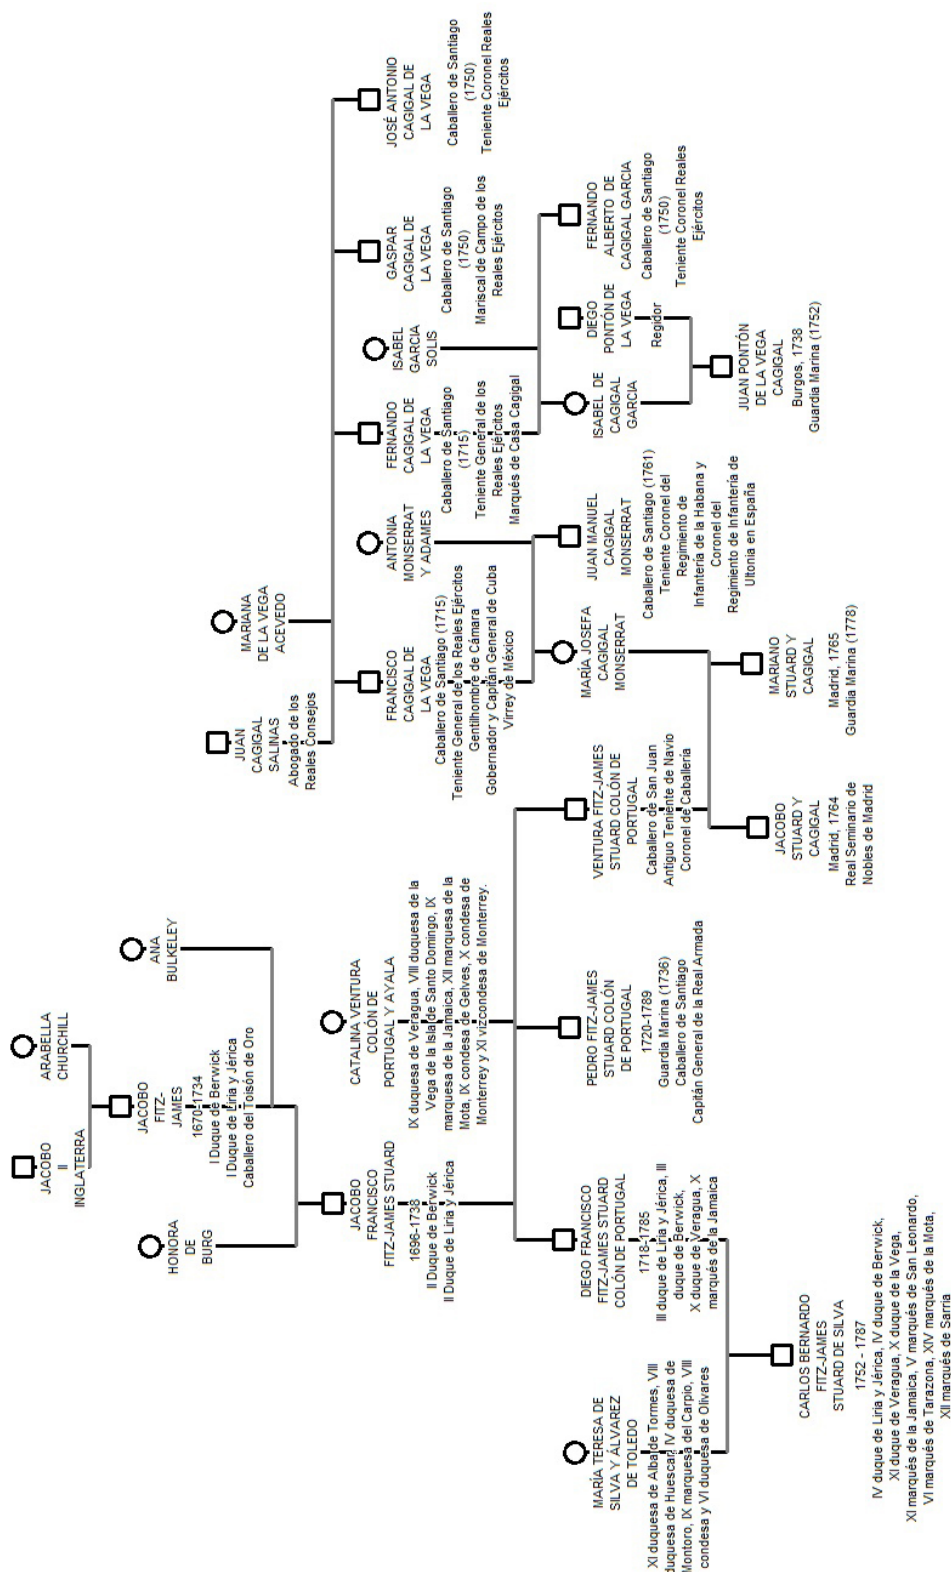 JACOBO
II
INGLATERRA
ARABELLA
CHURCHILL
JACOBO
FITZ-
JAMES
1670-1734
I Duque de Berwick
I Duque de Liria y Jérica
Caballero del Toisón de Oro
HONORA
DE
BURG
ANA
BULKELEY
JACOBO
FRANCISCO
FITZ-JAMES STUARD
1696-1738
II Duque de Berwick
II Duque de Liria y Jérica
CATALINA VENTURA
COLÓN DE
PORTUGAL Y AYALA
IX duquesa de Veragua, VIII duquesa de la
Vega de la Isla de Santo Domingo, IX
marquesa de la Jamaica, XII marquesa de la
Mota, IX condesa de Gelves, X condesa de
Monterrey y XI vizcondesa de Monterrey.
JUAN
CAGIGAL
SALINAS
Abogado de los
Reales Consejos
MARIANA
DE LA VEGA
ACEVEDO
FRANCISCO
CAGIGAL DE
LA VEGA
Caballero de Santiago (1715)
Teniente General de los Reales Ejércitos
Gentilhombre de Cámara
Gobernador y Capitán General de Cuba
Virrey de México
ANTONIA
MONSERRAT
Y ADAMES
FERNANDO
CAGIGAL DE
LA VEGA
Caballero de Santiago
(1715)
Teniente General de los
Reales Ejércitos
Marqués de Casa Cagigal
ISABEL
GARCIA
SOLIS
GASPAR
CAGIGAL DE
LA VEGA
Caballero de Santiago
(1750)
Mariscal de Campo de los
Reales Ejércitos
JOSÉ ANTONIO
CAGIGAL DE
LA VEGA
Caballero de Santiago
(1750)
Teniente Coronel Reales
Ejércitos
MARÍA TERESA DE
SILVA Y ÁLVAREZ
DE TOLEDO
XI duquesa de Alba de Tormes, VIII
duquesa de Huescar, IV duquesa de
Montoro, IX marquesa del Carpio, VIII
condesa y VI duquesa de Olivares
DIEGO FRANCISCO
FITZ-JAMES STUARD
COLÓN DE PORTUGAL
1718-1785
III duque de Liria y Jérica, III
duque de Berwick,
X duque de Veragua, X
marqués de la Jamaica
PEDRO FITZ-JAMES
STUARD COLÓN
DE PORTUGAL
1720-1789
Guardia Marina (1736)
Caballero de Santiago
Capitán General de la Real Armada
VENTURA FITZ-JAMES
STUARD COLÓN DE
PORTUGAL
Caballero de San Juan
Antiguo Teniente de Navio
Coronel de Caballería
MARIA JOSEFA
CAGIGAL
MONSERRAT
JUAN MANUEL
CAGIGAL
MONSERRAT
Caballero de Santiago (1761)
Teniente Coronel del
Regimiento de
Infantería de la Habana y
Coronel del
Regimiento de Infantería de
Ultonia en España
ISABEL DE
CAGIGAL
GARCIA
DIEGO
PONTÓN DE
LA VEGA
Regidor
FERNANDO
ALBERTO DE
CAGIGAL GARCIA
Caballero de Santiago
(1750)
Teniente Coronel Reales
Ejércitos
CARLOS BERNARDO
FITZ-JAMES
STUARD DE SILVA
1752 - 1787
IV duque de Liria y Jérica, IV duque de Berwick,
XI duque de Veragua, X duque de la Vega,
XI marqués de la Jamaica, V marqués de San Leonardo,
VI marqués de Tarazona, XIV marqués de la Mota,
XII marqués de Sarria
JACOBO
STUARD Y
CAGIGAL
Madrid, 1764
Real Seminario de
Nobles de Madrid
MARIANO
STUARD Y
CAGIGAL
Madrid, 1765
Guardia Marina (1778)
JUAN PONTÓN
DE LA VEGA
CAGIGAL
Burgos, 1738
Guardia Marina (1752)